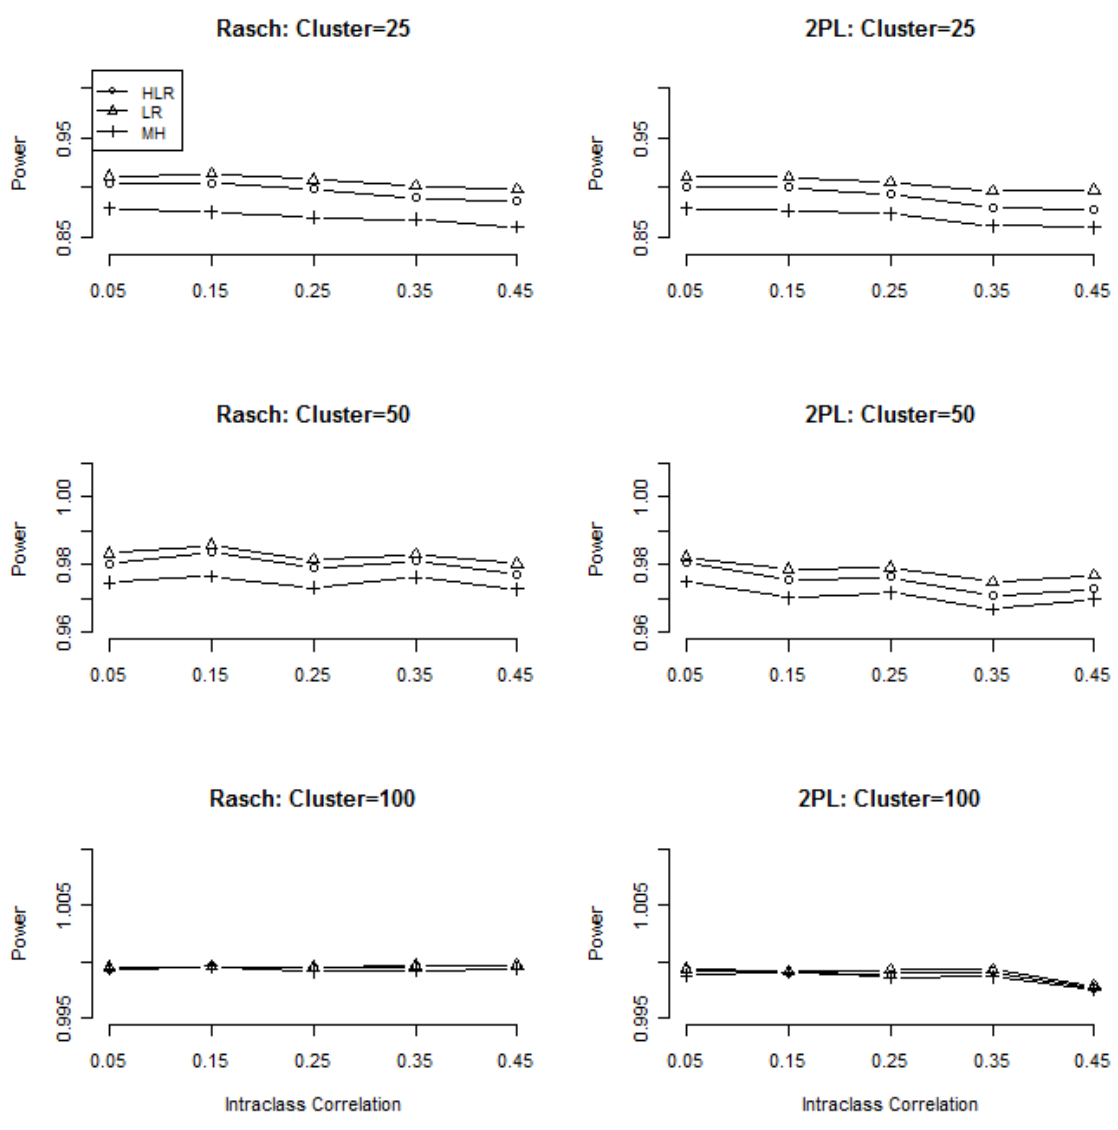 Rasch: Cluster=25
HLR
LR
MH
Power
0.95
0.85
0.05 0.15 0.25 0.35 0.45
2PL: Cluster=25
Power
0.95
0.85
0.05 0.15 0.25 0.35 0.45
Rasch: Cluster=50
Power
1.00
0.98
0.96
0.05 0.15 0.25 0.35 0.45
2PL: Cluster=50
Power
1.00
0.98
0.96
0.05 0.15 0.25 0.35 0.45
Rasch: Cluster=100
Power
1.005
0.995
0.05 0.15 0.25 0.35 0.45
Intraclass Correlation
2PL: Cluster=100
Power
1.005
0.995
0.05 0.15 0.25 0.35 0.45
Intraclass Correlation